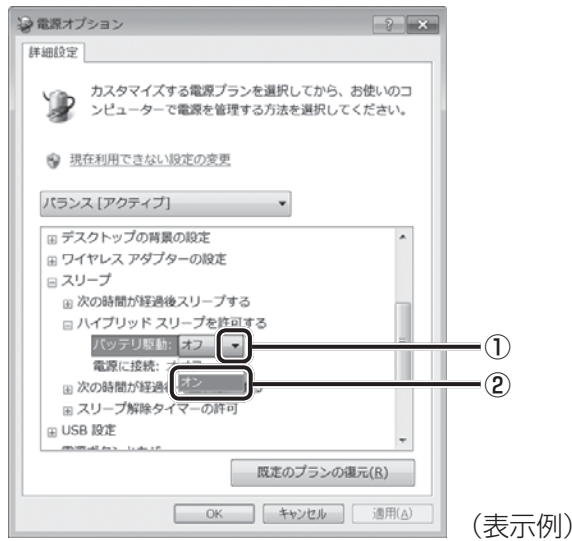 電源オプション
詳細設定
カスタマイズする電源プランを選択してから、お使いのコ
ンピューターで電源を管理する方法を選択してください。
現在利用できない設定の変更
バランス [アクティブ]
デスクトップの背景の設定
ワイヤレス アダプターの設定
スリープ
次の時間が経過後スリープする
ハイブリッド スリープを許可する
バッテリ駆動: オフ
①
電源に接続:
オン
②
次の時間が経過
る
スリープ解除タイマーの許可
USB 設定
既定のプランの復元(R)
OK
キャンセル
適用(A)
（表示例）